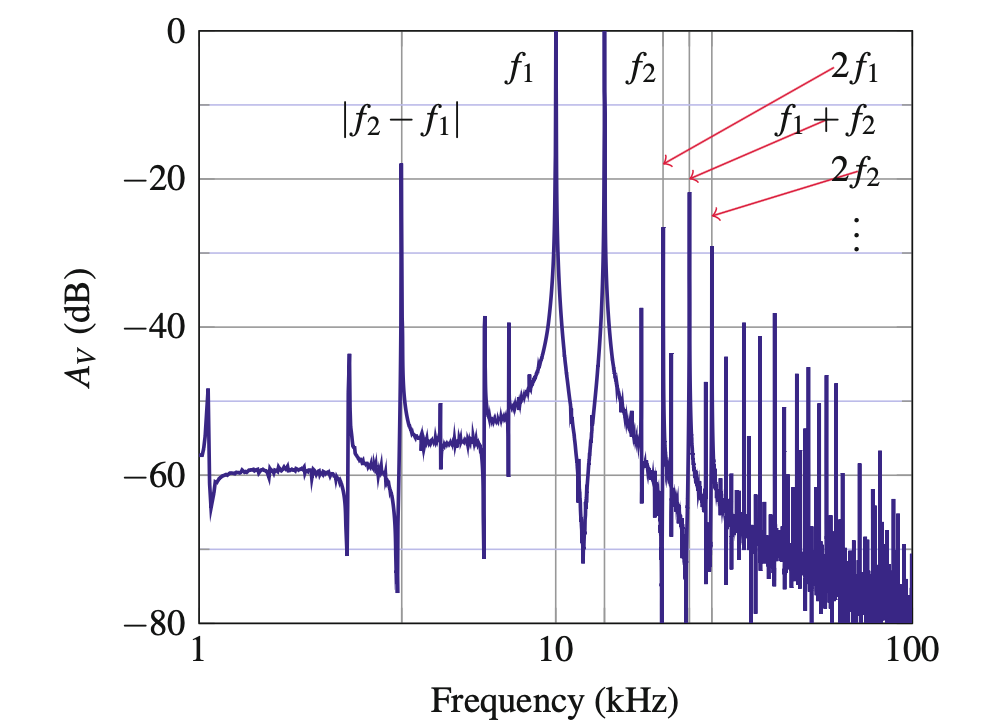 0
f₁
f₂
2f₁
|f₂ − f₁|
f₁ + f₂
−20
2f₂
⋮
−40
A_V (dB)
−60
−80
1
10
100
Frequency (kHz)